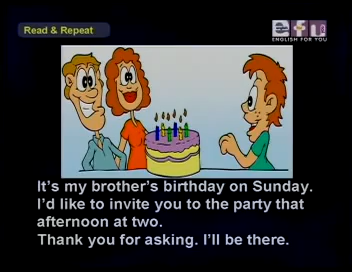 Read & Repeat
efu
ENGLISH FOR YOU
It's my brother's birthday on Sunday.
I'd like to invite you to the party that
afternoon at two.
Thank you for asking. I'll be there.